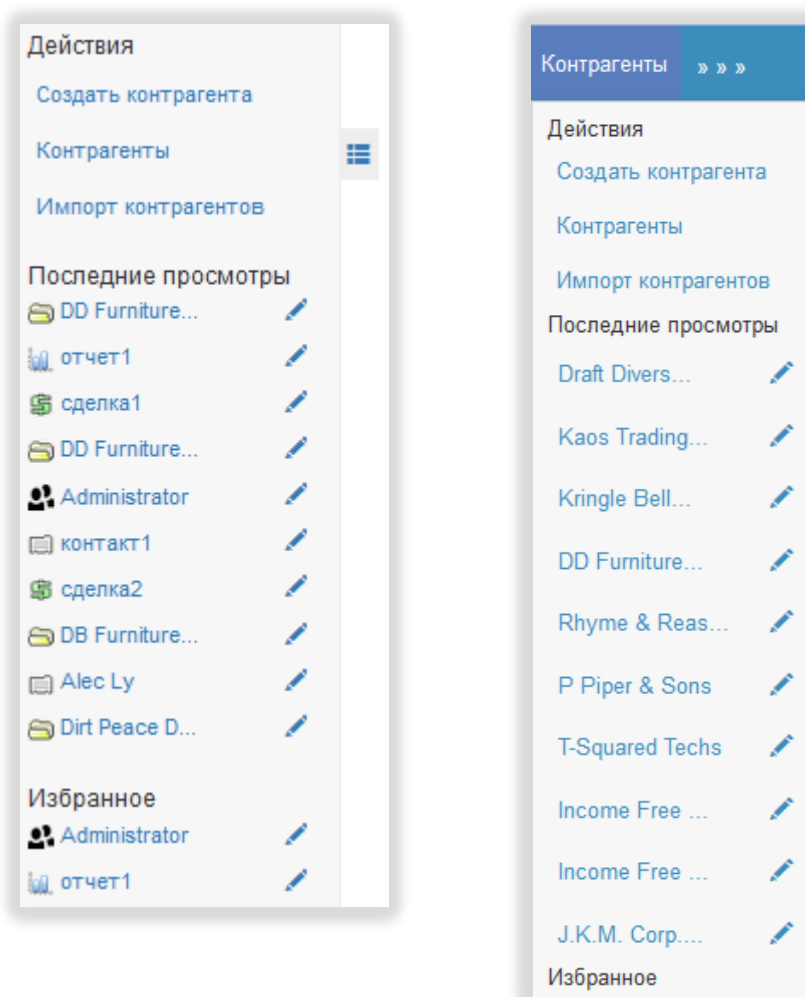 Действия
Создать контрагента
Контрагенты
Импорт контрагентов
Последние просмотры
DD Furniture...
отчет1
сделка1
DD Furniture...
Administrator
контакт1
сделка2
DB Furniture...
Alec Ly
Dirt Peace D...
Избранное
Administrator
отчет1
Контрагенты » » »
Действия
Создать контрагента
Контрагенты
Импорт контрагентов
Последние просмотры
Draft Divers...
Kaos Trading...
Kringle Bell...
DD Furniture...
Rhyme & Reas...
P Piper & Sons
T-Squared Techs
Income Free ...
Income Free ...
J.K.M. Corp....
Избранное